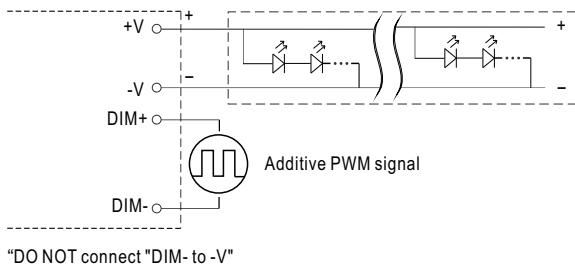 +V
+
+
-V
–
–
DIM+
Additive PWM signal
DIM-
“DO NOT connect "DIM- to -V"